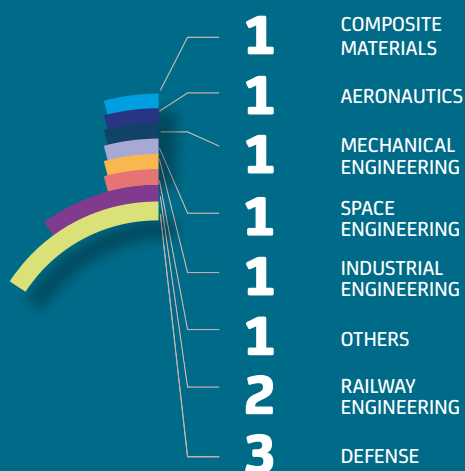 1
COMPOSITE
MATERIALS
1
AERONAUTICS
1
MECHANICAL
ENGINEERING
1
SPACE
ENGINEERING
1
INDUSTRIAL
ENGINEERING
1
OTHERS
2
RAILWAY
ENGINEERING
3
DEFENSE